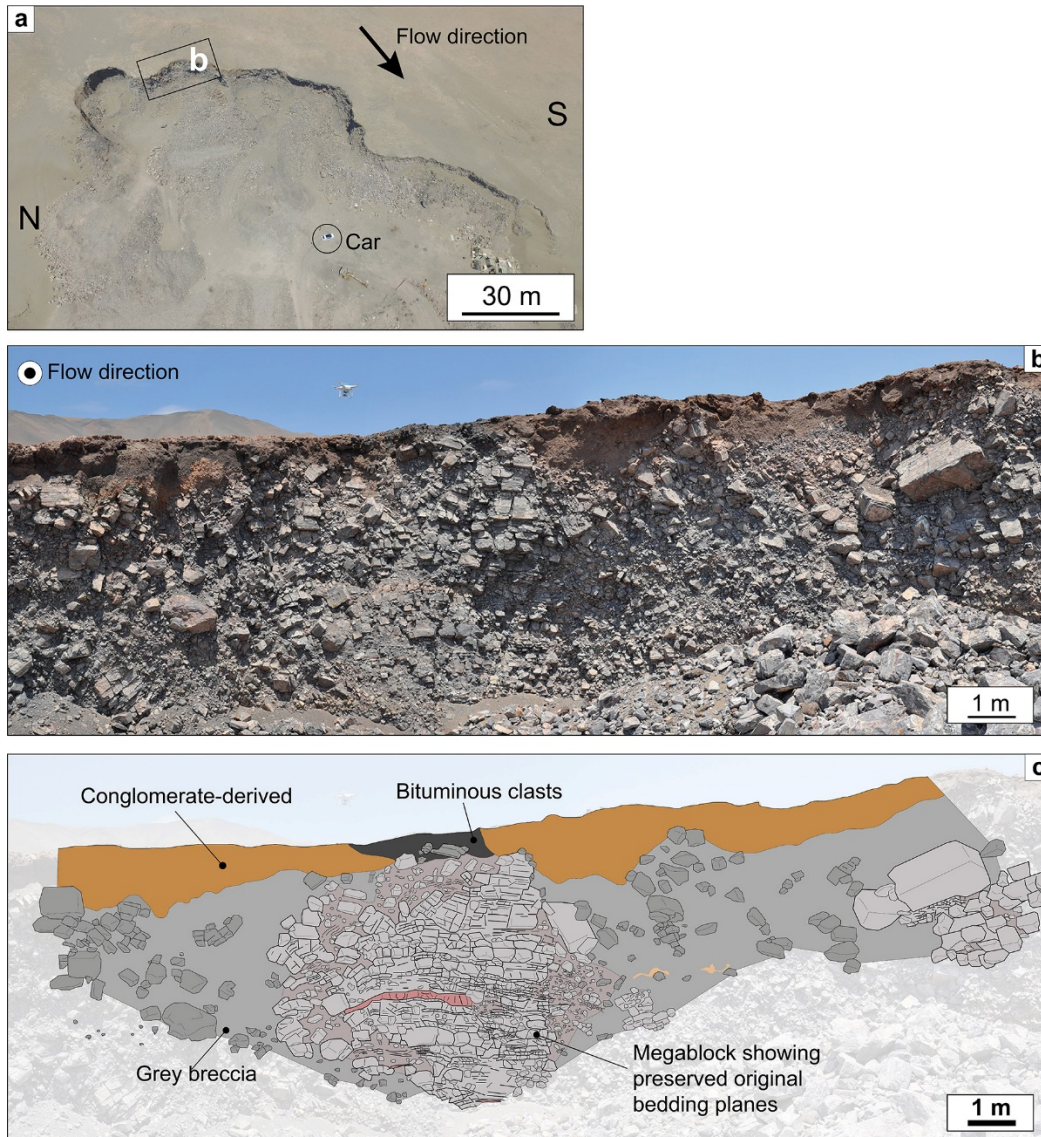 a
b
Flow direction
S
N
Car
30 m
Flow direction
b
1 m
c
Conglomerate-derived
Bituminous clasts
Grey breccia
Megablock showing
preserved original
bedding planes
1 m